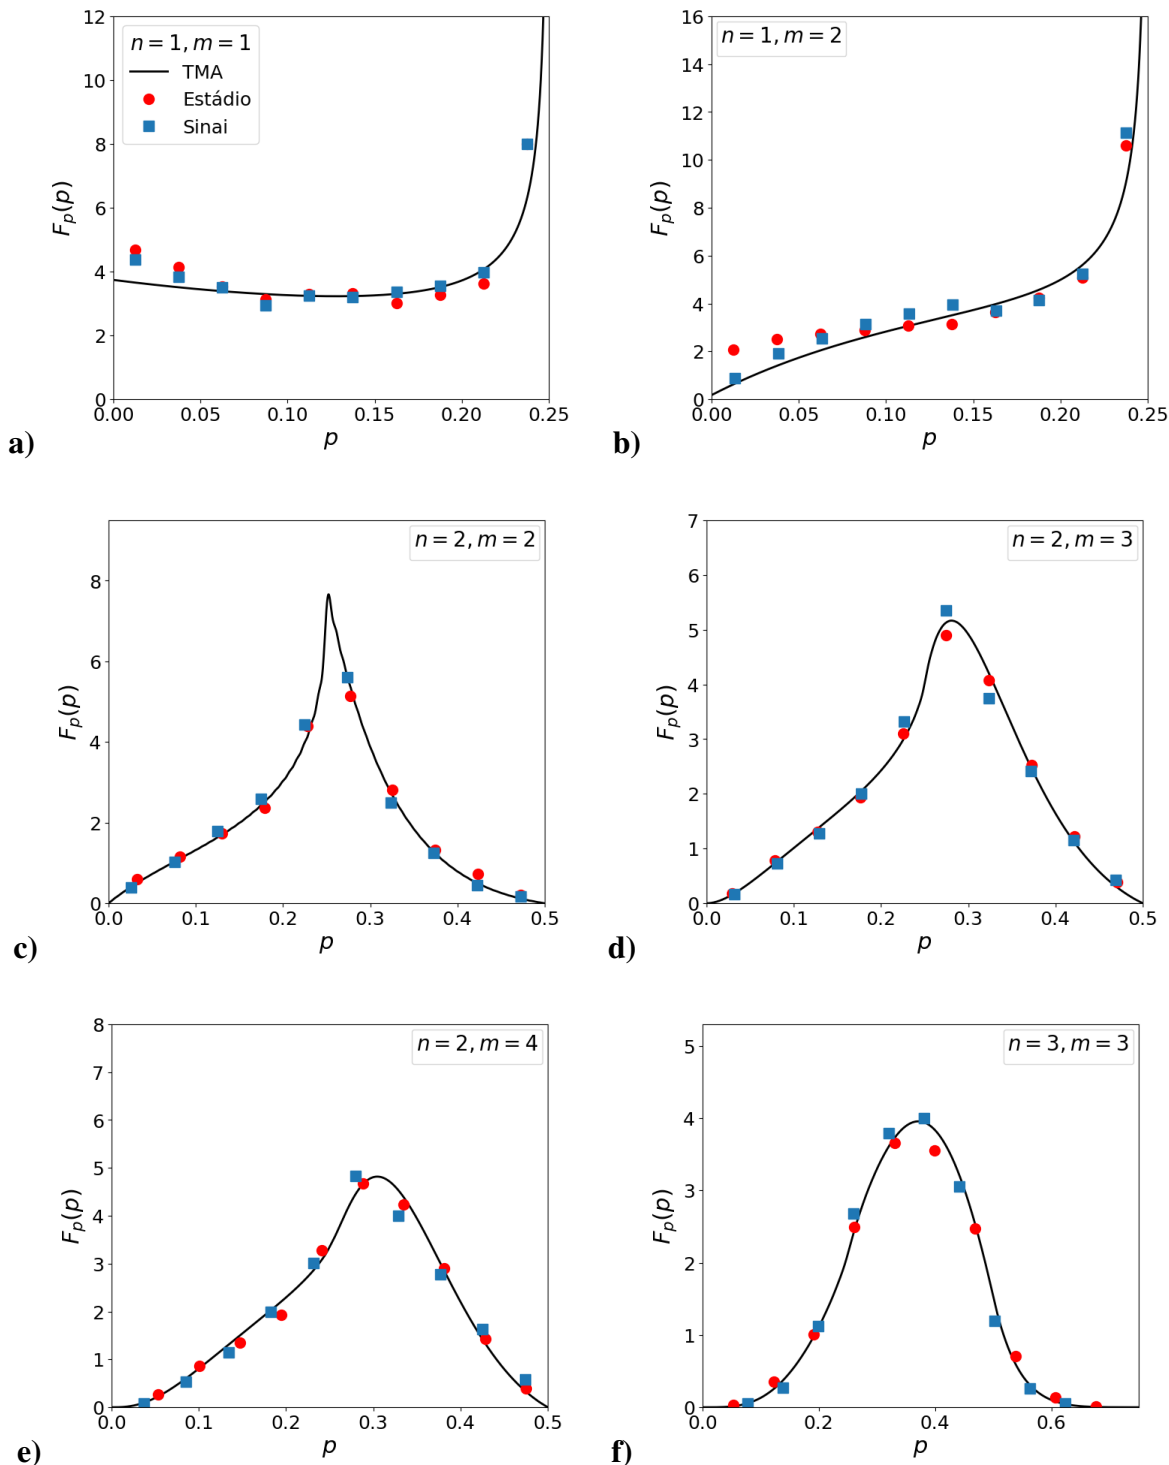 12
10
8
6
4
2
0
F_p(p)
n = 1, m = 1
TMA
Estádio
Sinai
0.00 0.05 0.10 0.15 0.20 0.25
p
a)
16
14
12
10
8
6
4
2
0
F_p(p)
n = 1, m = 2
0.00 0.05 0.10 0.15 0.20 0.25
p
b)
8
6
4
2
0
F_p(p)
n = 2, m = 2
0.0 0.1 0.2 0.3 0.4 0.5
p
c)
7
6
5
4
3
2
1
0
F_p(p)
n = 2, m = 3
0.0 0.1 0.2 0.3 0.4 0.5
p
d)
8
7
6
5
4
3
2
1
0
F_p(p)
n = 2, m = 4
0.0 0.1 0.2 0.3 0.4 0.5
p
e)
5
4
3
2
1
0
F_p(p)
n = 3, m = 3
0.0 0.2 0.4 0.6
p
f)